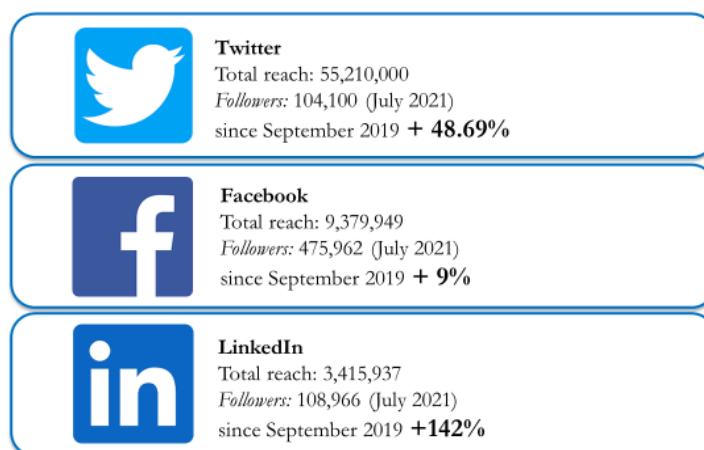 Twitter
Total reach: 55,210,000
Followers: 104,100 (July 2021)
since September 2019 + 48.69%
Facebook
Total reach: 9,379,949
Followers: 475,962 (July 2021)
since September 2019 + 9%
in
LinkedIn
Total reach: 3,415,937
Followers: 108,966 (July 2021)
since September 2019 +142%